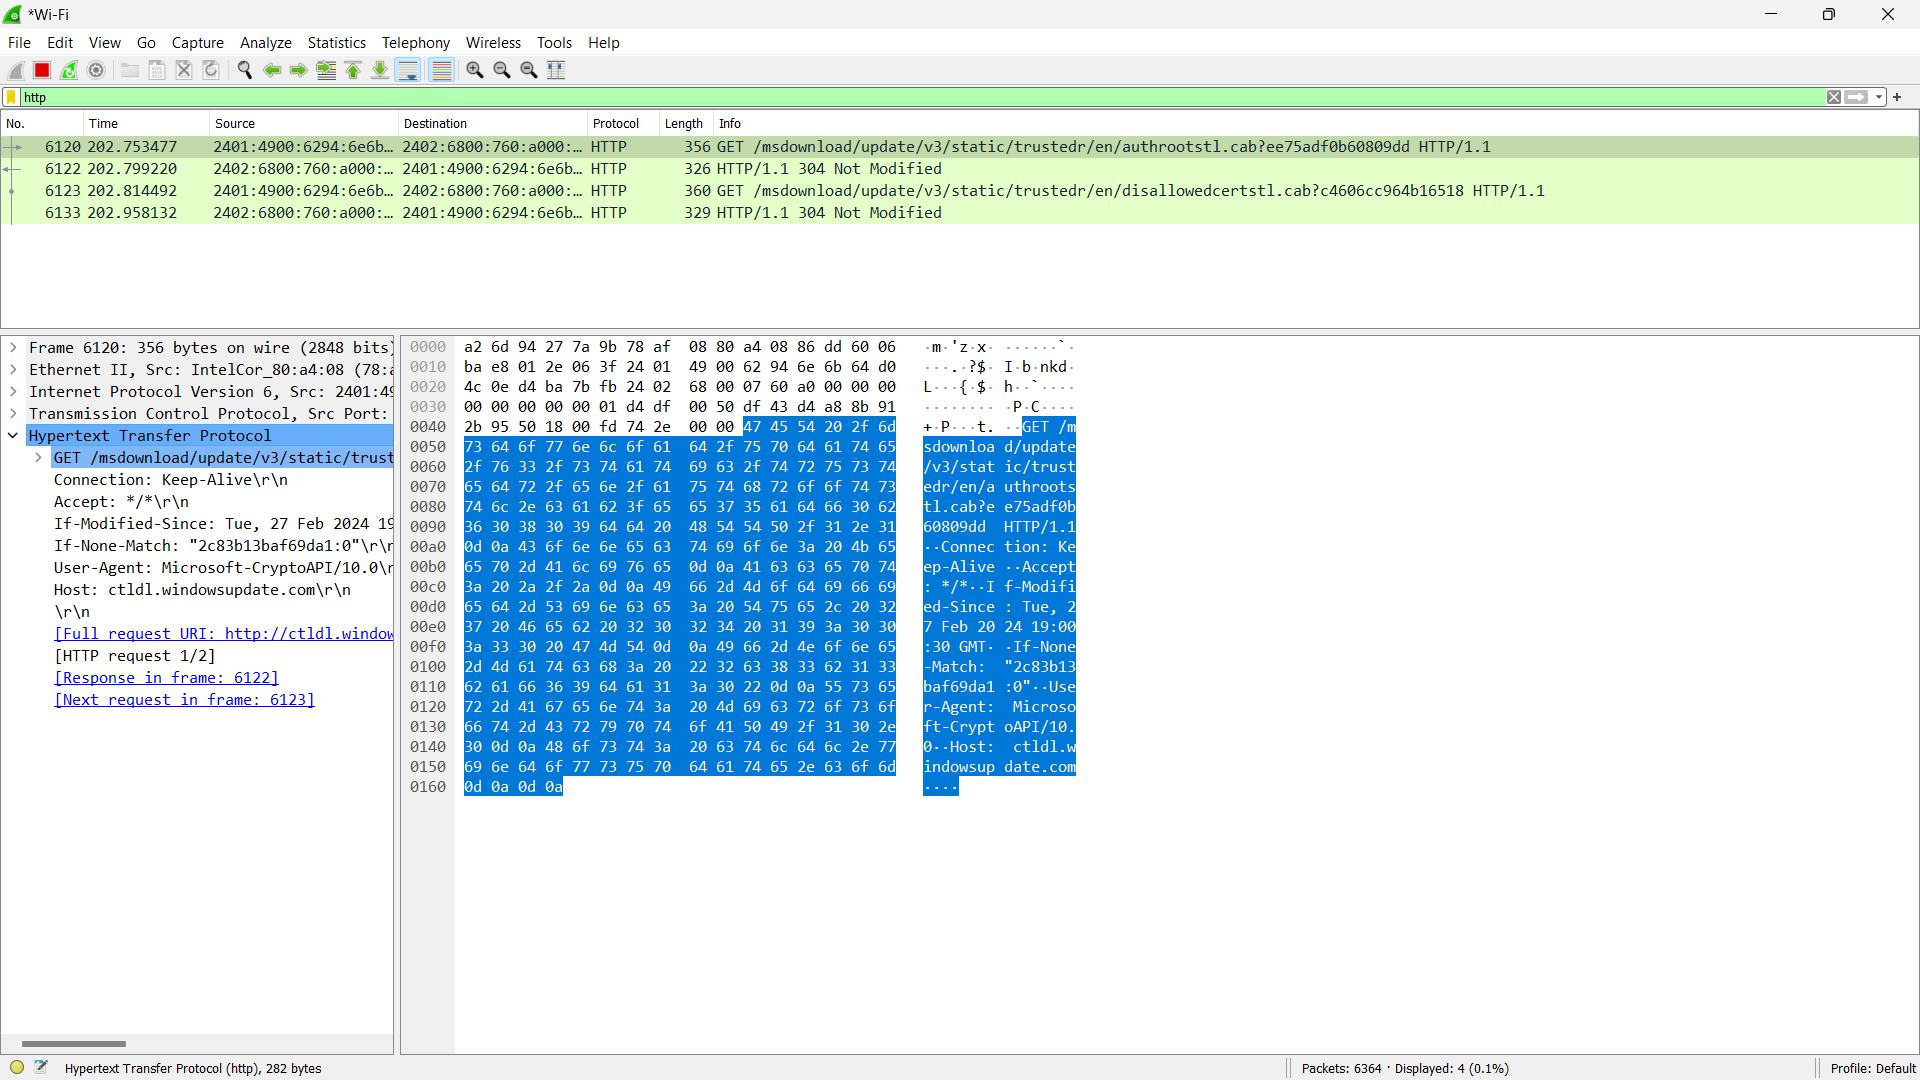 *Wi-Fi
File Edit View Go Capture Analyze Statistics Telephony Wireless Tools Help
http
No. Time Source Destination Protocol Length Info
6120 202.753477 2401:4900:6294:6e6b… 2402:6800:760:a000:… HTTP 356 GET /msdownload/update/v3/static/trustedr/en/authrootstl.cab?ee75adf0b60809dd HTTP/1.1
6122 202.799220 2402:6800:760:a000:… 2401:4900:6294:6e6b… HTTP 326 HTTP/1.1 304 Not Modified
6123 202.814492 2401:4900:6294:6e6b… 2402:6800:760:a000:… HTTP 360 GET /msdownload/update/v3/static/trustedr/en/disallowedcertstl.cab?c4606cc964b16518 HTTP/1.1
6133 202.958132 2402:6800:760:a000:… 2401:4900:6294:6e6b… HTTP 329 HTTP/1.1 304 Not Modified
Frame 6120: 356 bytes on wire (2848 bits)
Ethernet II, Src: IntelCor_80:a4:08 (78:a
Internet Protocol Version 6, Src: 2401:49
Transmission Control Protocol, Src Port:
Hypertext Transfer Protocol
GET /msdownload/update/v3/static/trust
Connection: Keep-Alive\r\n
Accept: */*\r\n
If-Modified-Since: Tue, 27 Feb 2024 19
If-None-Match: "2c83b13baf69da1:0"\r\n
User-Agent: Microsoft-CryptoAPI/10.0\r
Host: ctldl.windowsupdate.com\r\n
\r\n
[Full request URI: http://ctldl.window
[HTTP request 1/2]
[Response in frame: 6122]
[Next request in frame: 6123]
0000 a2 6d 94 27 7a 9b 78 af 08 80 a4 08 86 dd 60 06 ·m·'z·x· ······`·
0010 ba e8 01 2e 06 3f 24 01 49 00 62 94 6e 6b 64 d0 ···.·?$· I·b·nkd·
0020 4c 0e d4 ba 7b fb 24 02 68 00 07 60 a0 00 00 00 L···{·$· h··`····
0030 00 00 00 00 00 01 d4 df 00 50 df 43 d4 a8 8b 91 ········ ·P·C····
0040 2b 95 50 18 00 fd 74 2e 00 00 47 45 54 20 2f 6d +·P···t. ··GET /m
0050 73 64 6f 77 6e 6c 6f 61 64 2f 75 70 64 61 74 65 sdownloa d/update
0060 2f 76 33 2f 73 74 61 74 69 63 2f 74 72 75 73 74 /v3/stat ic/trust
0070 65 64 72 2f 65 6e 2f 61 75 74 68 72 6f 6f 74 73 edr/en/a uthroots
0080 74 6c 2e 63 61 62 3f 65 65 37 35 61 64 66 30 62 tl.cab?e e75adf0b
0090 36 30 38 30 39 64 64 20 48 54 54 50 2f 31 2e 31 60809dd HTTP/1.1
00a0 0d 0a 43 6f 6e 6e 65 63 74 69 6f 6e 3a 20 4b 65 ··Connec tion: Ke
00b0 65 70 2d 41 6c 69 76 65 0d 0a 41 63 63 65 70 74 ep-Alive ··Accept
00c0 3a 20 2a 2f 2a 0d 0a 49 66 2d 4d 6f 64 69 66 69 : */*··I f-Modifi
00d0 65 64 2d 53 69 6e 63 65 3a 20 54 75 65 2c 20 32 ed-Since : Tue, 2
00e0 37 20 46 65 62 20 32 30 32 34 20 31 39 3a 30 30 7 Feb 20 24 19:00
00f0 3a 33 30 20 47 4d 54 0d 0a 49 66 2d 4e 6f 6e 65 :30 GMT· ·If-None
0100 2d 4d 61 74 63 68 3a 20 22 32 63 38 33 62 31 33 -Match: "2c83b13
0110 62 61 66 36 39 64 61 31 3a 30 22 0d 0a 55 73 65 baf69da1 :0"··Use
0120 72 2d 41 67 65 6e 74 3a 20 4d 69 63 72 6f 73 6f r-Agent: Microso
0130 66 74 2d 43 72 79 70 74 6f 41 50 49 2f 31 30 2e ft-Crypt oAPI/10.
0140 30 0d 0a 48 6f 73 74 3a 20 63 74 6c 64 6c 2e 77 0··Host: ctldl.w
0150 69 6e 64 6f 77 73 75 70 64 61 74 65 2e 63 6f 6d indowsup date.com
0160 0d 0a 0d 0a ····
Hypertext Transfer Protocol (http), 282 bytes
Packets: 6364 · Displayed: 4 (0.1%)
Profile: Default